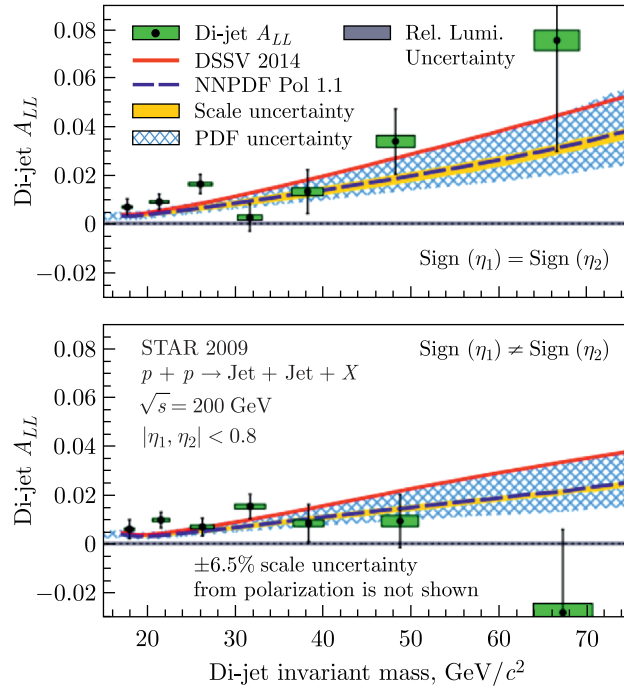 0.08
0.06
0.04
0.02
0
−0.02
Di-jet A_LL
Di-jet A_LL
DSSV 2014
NNPDF Pol 1.1
Scale uncertainty
PDF uncertainty
Rel. Lumi.
Uncertainty
Sign (η₁) = Sign (η₂)
0.08
0.06
0.04
0.02
0
−0.02
Di-jet A_LL
STAR 2009
p + p → Jet + Jet + X
√s = 200 GeV
|η₁, η₂| < 0.8
Sign (η₁) ≠ Sign (η₂)
±6.5% scale uncertainty
from polarization is not shown
20 30 40 50 60 70
Di-jet invariant mass, GeV/c²